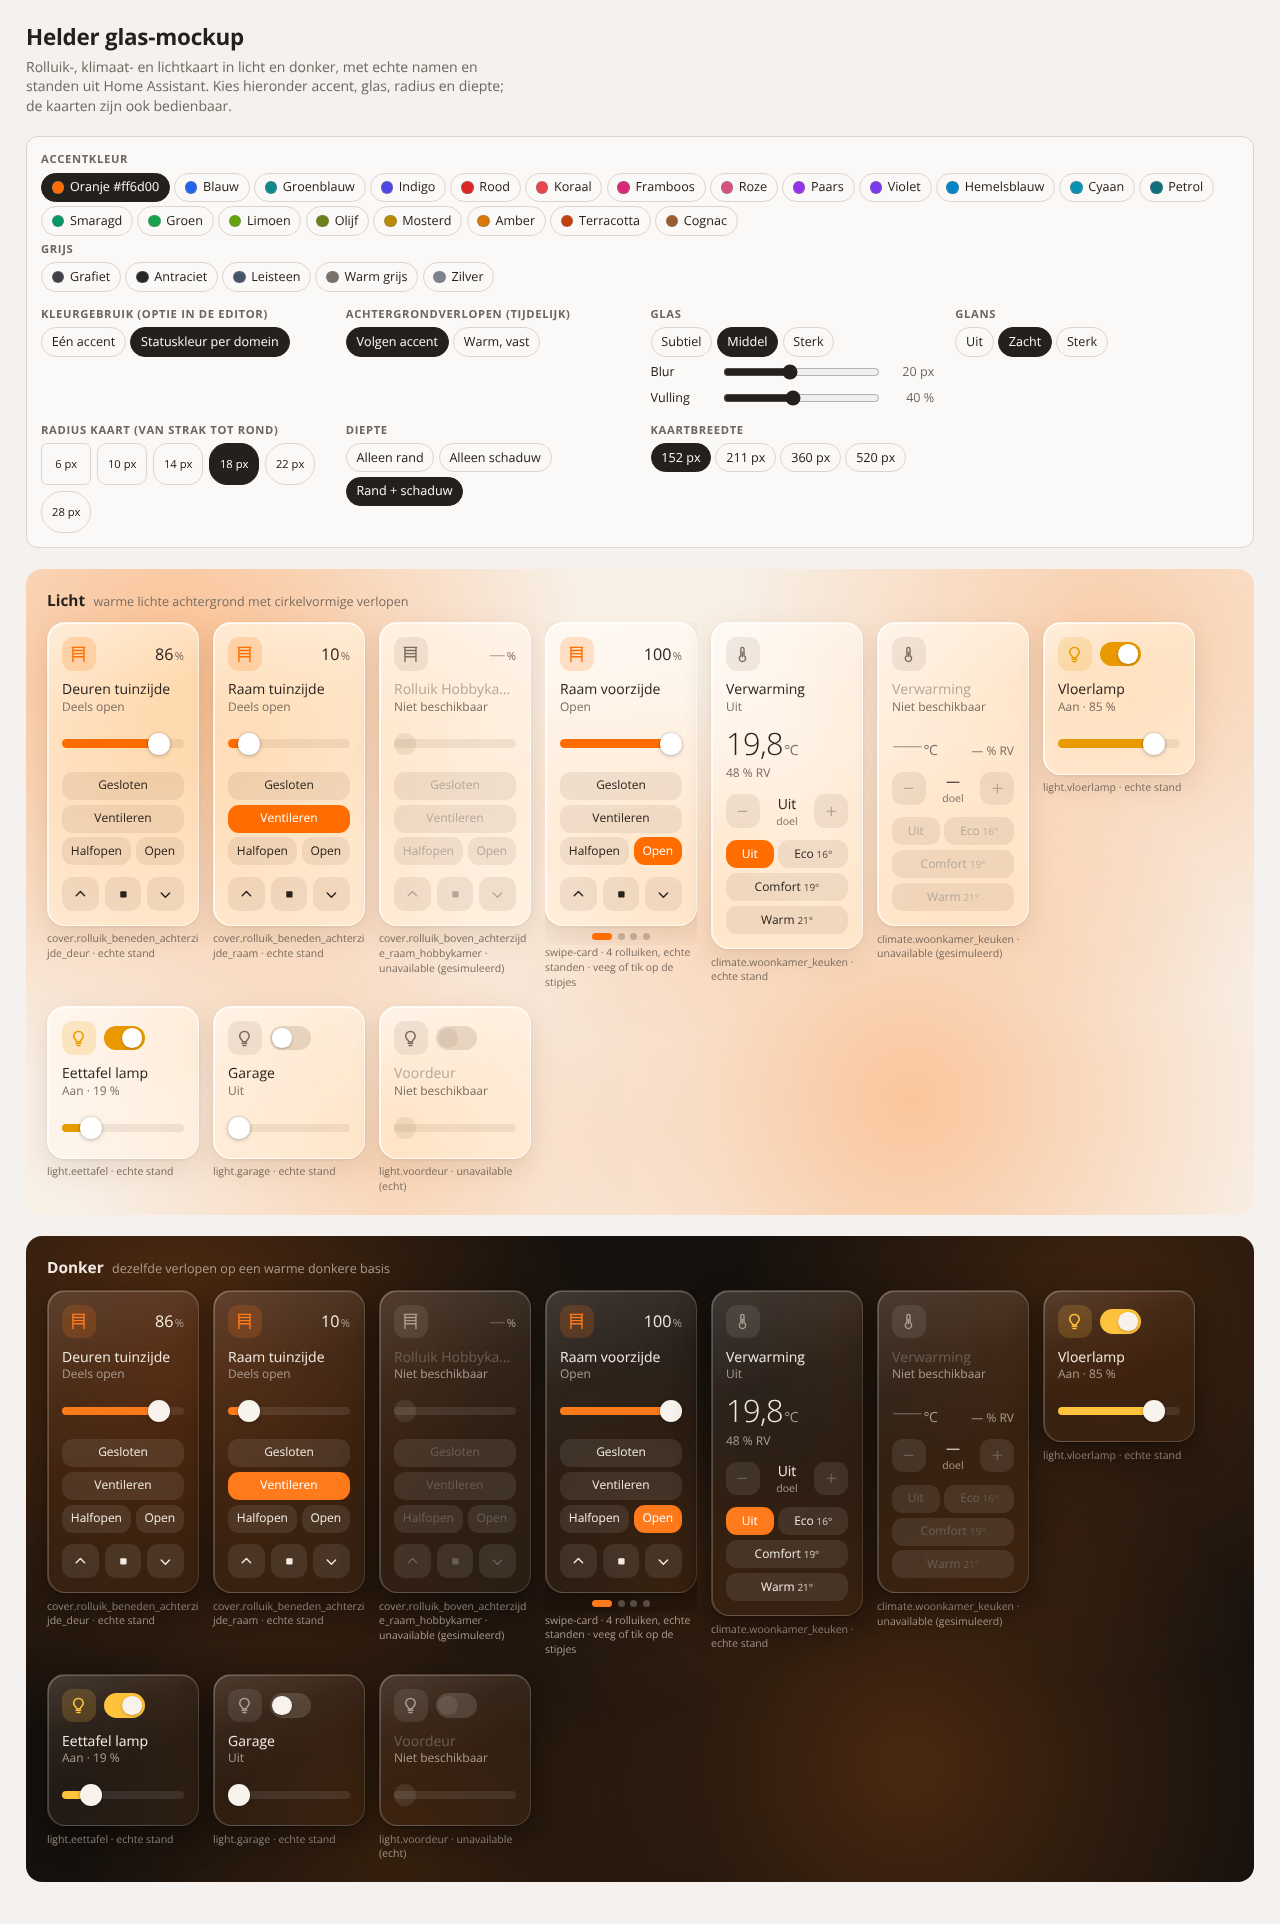 Helder glas-mockup
Rolluik-, klimaat- en lichtkaart in licht en donker, met echte namen en
standen uit Home Assistant. Kies hieronder accent, glas, radius en diepte;
de kaarten zijn ook bedienbaar.
ACCENTKLEUR
Oranje #ff6d00 Blauw Groenblauw Indigo Rood Koraal Framboos Roze Paars Violet Hemelsblauw Cyaan Petrol
Smaragd Groen Limoen Olijf Mosterd Amber Terracotta Cognac
GRIJS
Grafiet Antraciet Leisteen Warm grijs Zilver
KLEURGEBRUIK (OPTIE IN DE EDITOR) ACHTERGRONDVERLOPEN (TIJDELIJK) GLAS GLANS
Eén accent Statuskleur per domein Volgen accent Warm, vast Subtiel Middel Sterk Uit Zacht Sterk
Blur 20 px
Vulling 40 %
RADIUS KAART (VAN STRAK TOT ROND) DIEPTE KAARTBREEDTE
6 px 10 px 14 px 18 px 22 px Alleen rand Alleen schaduw 152 px 211 px 360 px 520 px
28 px Rand + schaduw
Licht warme lichte achtergrond met cirkelvormige verlopen
86 %
Deuren tuinzijde
Deels open
Gesloten
Ventileren
Halfopen Open
cover.rolluik_beneden_achterzi
jde_deur · echte stand
10 %
Raam tuinzijde
Deels open
Gesloten
Ventileren
Halfopen Open
cover.rolluik_beneden_achterzi
jde_raam · echte stand
— %
Rolluik Hobbyka...
Niet beschikbaar
Gesloten
Ventileren
Halfopen Open
cover.rolluik_boven_achterzijd
e_raam_hobbykamer ·
unavailable (gesimuleerd)
100 %
Raam voorzijde
Open
Gesloten
Ventileren
Halfopen Open
swipe-card · 4 rolluiken, echte
standen · veeg of tik op de
stipjes
Verwarming
Uit
19,8 °C
48 % RV
− Uit +
doel
Uit Eco 16°
Comfort 19°
Warm 21°
climate.woonkamer_keuken ·
echte stand
Verwarming
Niet beschikbaar
— °C — % RV
− — +
doel
Uit Eco 16°
Comfort 19°
Warm 21°
climate.woonkamer_keuken ·
unavailable (gesimuleerd)
Vloerlamp
Aan · 85 %
light.vloerlamp · echte stand
Eettafel lamp
Aan · 19 %
light.eettafel · echte stand
Garage
Uit
light.garage · echte stand
Voordeur
Niet beschikbaar
light.voordeur · unavailable
(echt)
Donker dezelfde verlopen op een warme donkere basis
86 %
Deuren tuinzijde
Deels open
Gesloten
Ventileren
Halfopen Open
cover.rolluik_beneden_achterzi
jde_deur · echte stand
10 %
Raam tuinzijde
Deels open
Gesloten
Ventileren
Halfopen Open
cover.rolluik_beneden_achterzi
jde_raam · echte stand
— %
Rolluik Hobbyka...
Niet beschikbaar
Gesloten
Ventileren
Halfopen Open
cover.rolluik_boven_achterzijd
e_raam_hobbykamer ·
unavailable (gesimuleerd)
100 %
Raam voorzijde
Open
Gesloten
Ventileren
Halfopen Open
swipe-card · 4 rolluiken, echte
standen · veeg of tik op de
stipjes
Verwarming
Uit
19,8 °C
48 % RV
− Uit +
doel
Uit Eco 16°
Comfort 19°
Warm 21°
climate.woonkamer_keuken ·
echte stand
Verwarming
Niet beschikbaar
— °C — % RV
− — +
doel
Uit Eco 16°
Comfort 19°
Warm 21°
climate.woonkamer_keuken ·
unavailable (gesimuleerd)
Vloerlamp
Aan · 85 %
light.vloerlamp · echte stand
Eettafel lamp
Aan · 19 %
light.eettafel · echte stand
Garage
Uit
light.garage · echte stand
Voordeur
Niet beschikbaar
light.voordeur · unavailable
(echt)